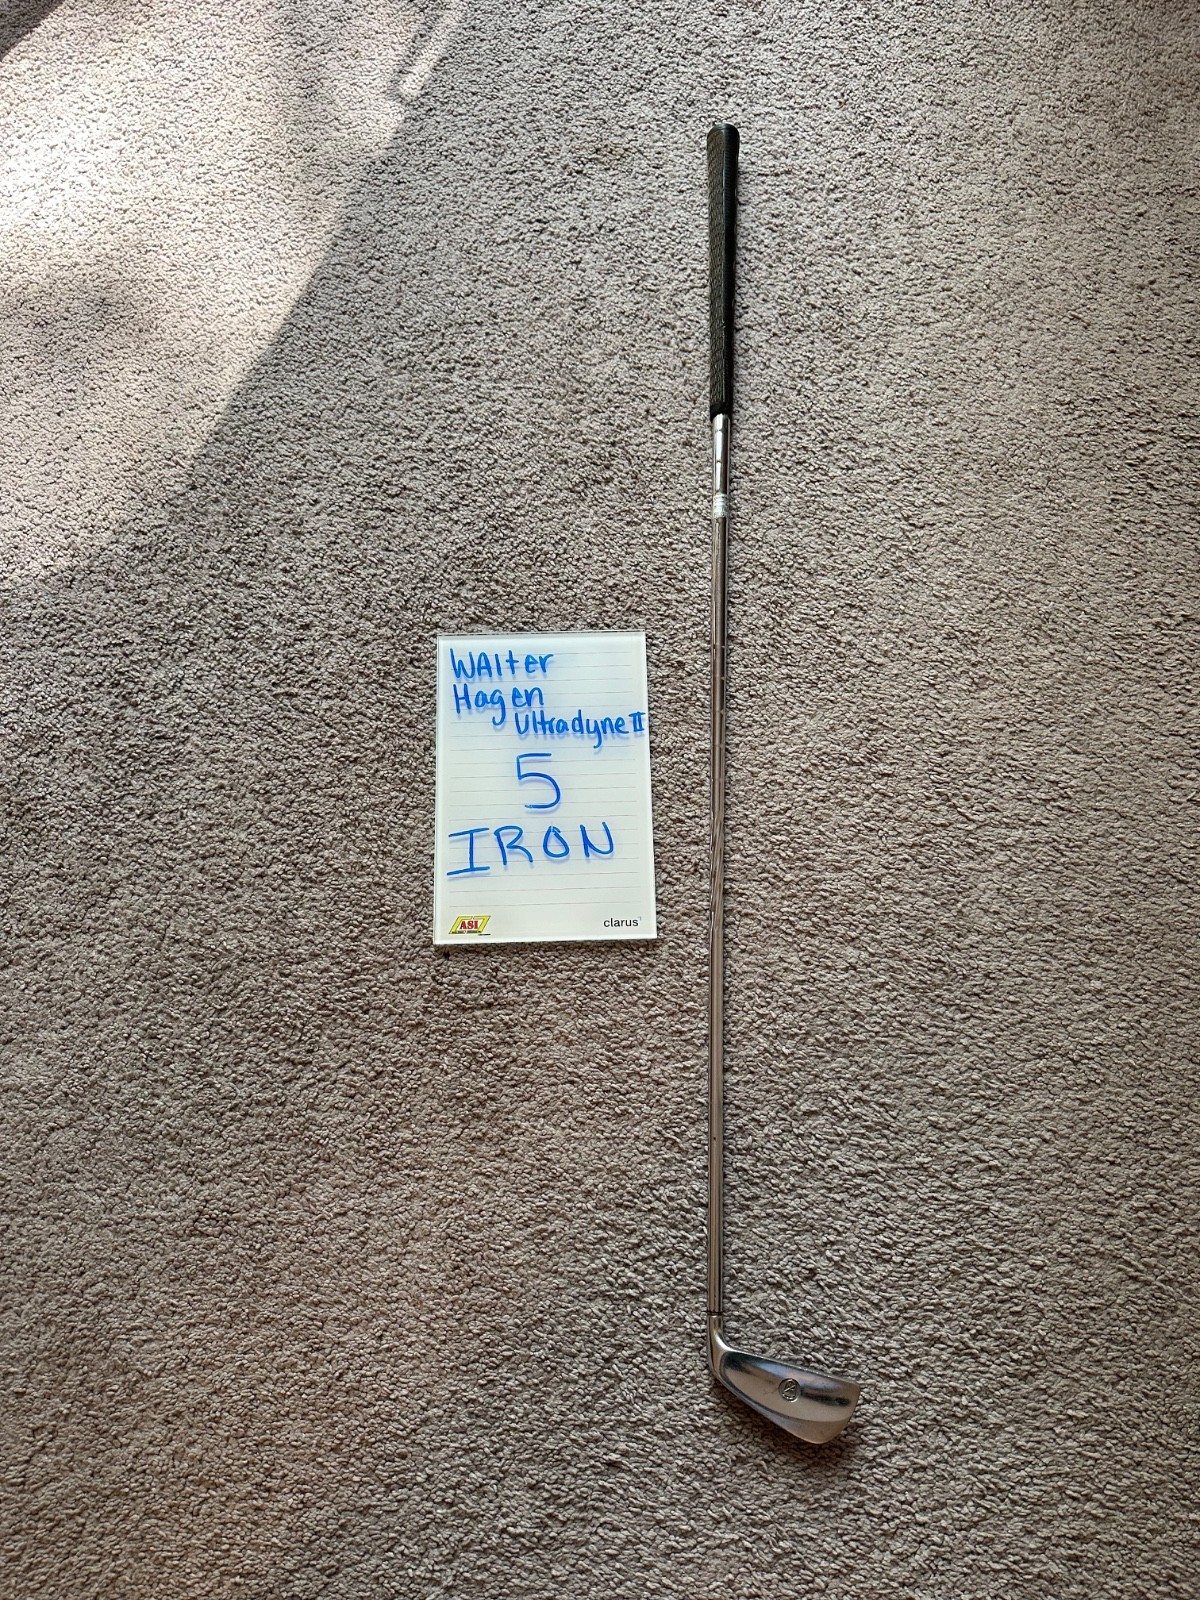 WAlter
Hagen
Ultradyne II
5
IRON
ASI
clarus